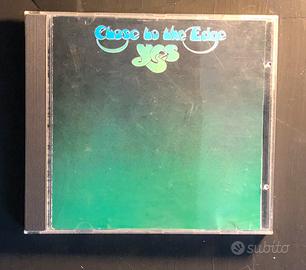 Close to the Edge
yes
subito